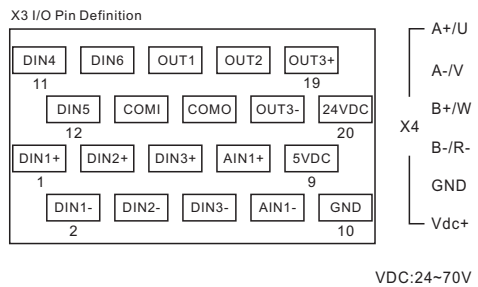 X3 I/O Pin Definition
DIN4 DIN6 OUT1 OUT2 OUT3+
11 19
DIN5 COMI COMO OUT3- 24VDC
12 20
DIN1+ DIN2+ DIN3+ AIN1+ 5VDC
1 9
DIN1- DIN2- DIN3- AIN1- GND
2 10
X4
A+/U
A-/V
B+/W
B-/R-
GND
Vdc+
VDC:24~70V